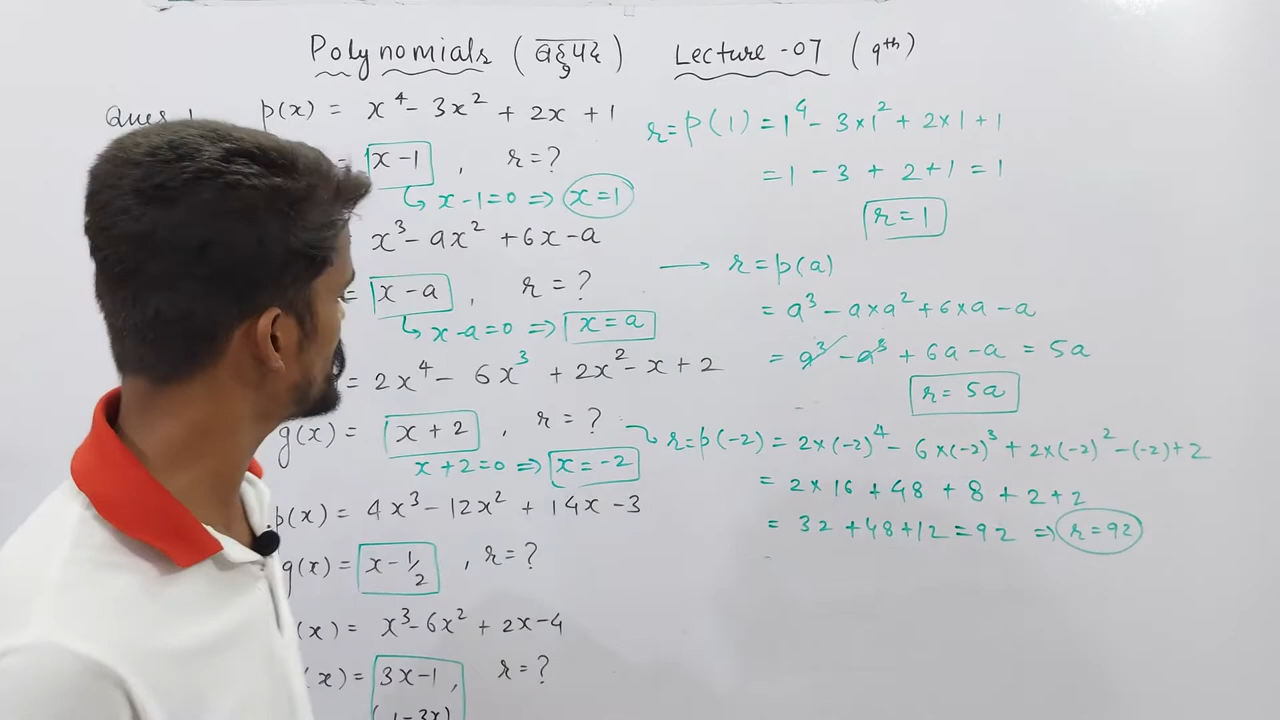 Polynomials (बहुपद) Lecture -07 (9th)
Ques 1 p(x) = x⁴ - 3x² + 2x + 1
= x-1 , r = ?
x-1=0 ⇒ x=1
x³ - ax² + 6x - a
= x-a , r = ?
x-a=0 ⇒ x=a
= 2x⁴ - 6x³ + 2x² - x + 2
g(x) = x+2 , r = ?
x+2=0 ⇒ x=-2
p(x) = 4x³ - 12x² + 14x - 3
g(x) = x-1/2 , r = ?
(x) = x³ - 6x² + 2x - 4
(x) = 3x-1 , r = ?
(1-3x)
r = p(1) = 1⁴ - 3×1² + 2×1 + 1
= 1 - 3 + 2 + 1 = 1
r = 1
→ r = p(a)
= a³ - a×a² + 6×a - a
= a³ - a³ + 6a - a = 5a
r = 5a
r = p(-2) = 2×(-2)⁴ - 6×(-2)³ + 2×(-2)² - (-2) + 2
= 2×16 + 48 + 8 + 2 + 2
= 32 + 48 + 12 = 92 ⇒ r = 92